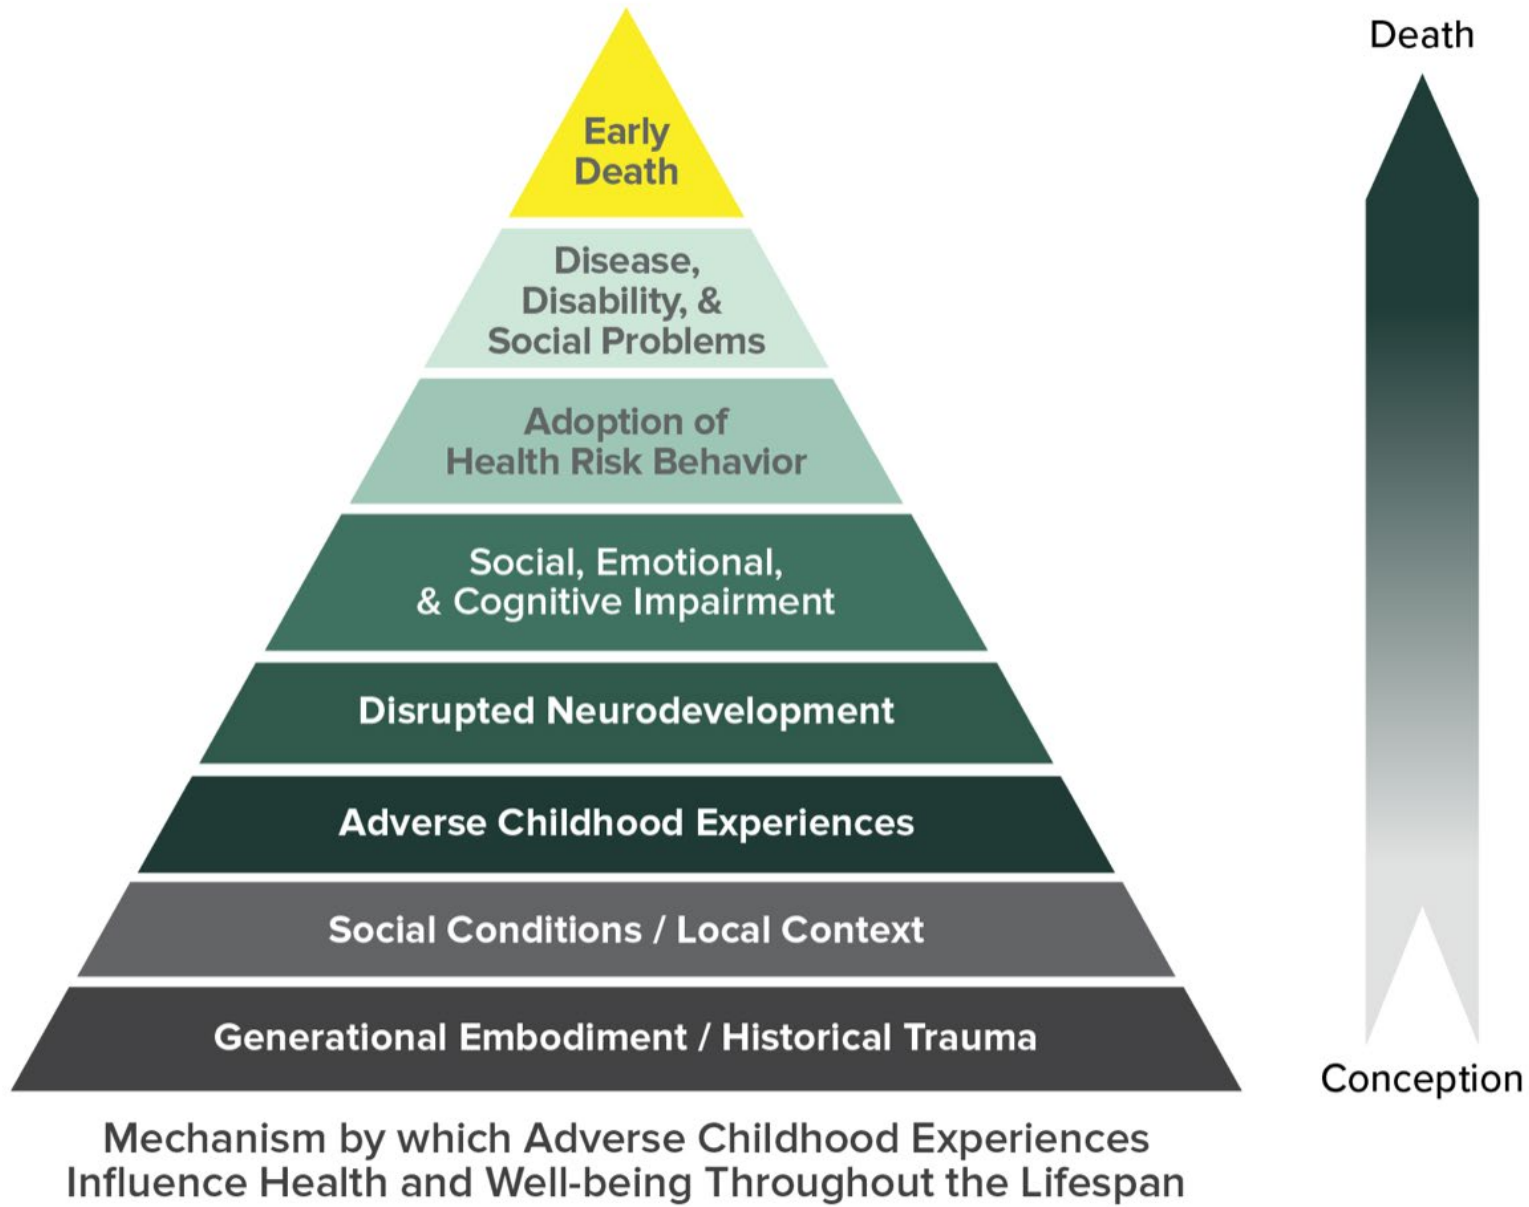 Death
Early
Death
Disease,
Disability, &
Social Problems
Adoption of
Health Risk Behavior
Social, Emotional,
& Cognitive Impairment
Disrupted Neurodevelopment
Adverse Childhood Experiences
Social Conditions / Local Context
Generational Embodiment / Historical Trauma
Conception
Mechanism by which Adverse Childhood Experiences
Influence Health and Well-being Throughout the Lifespan